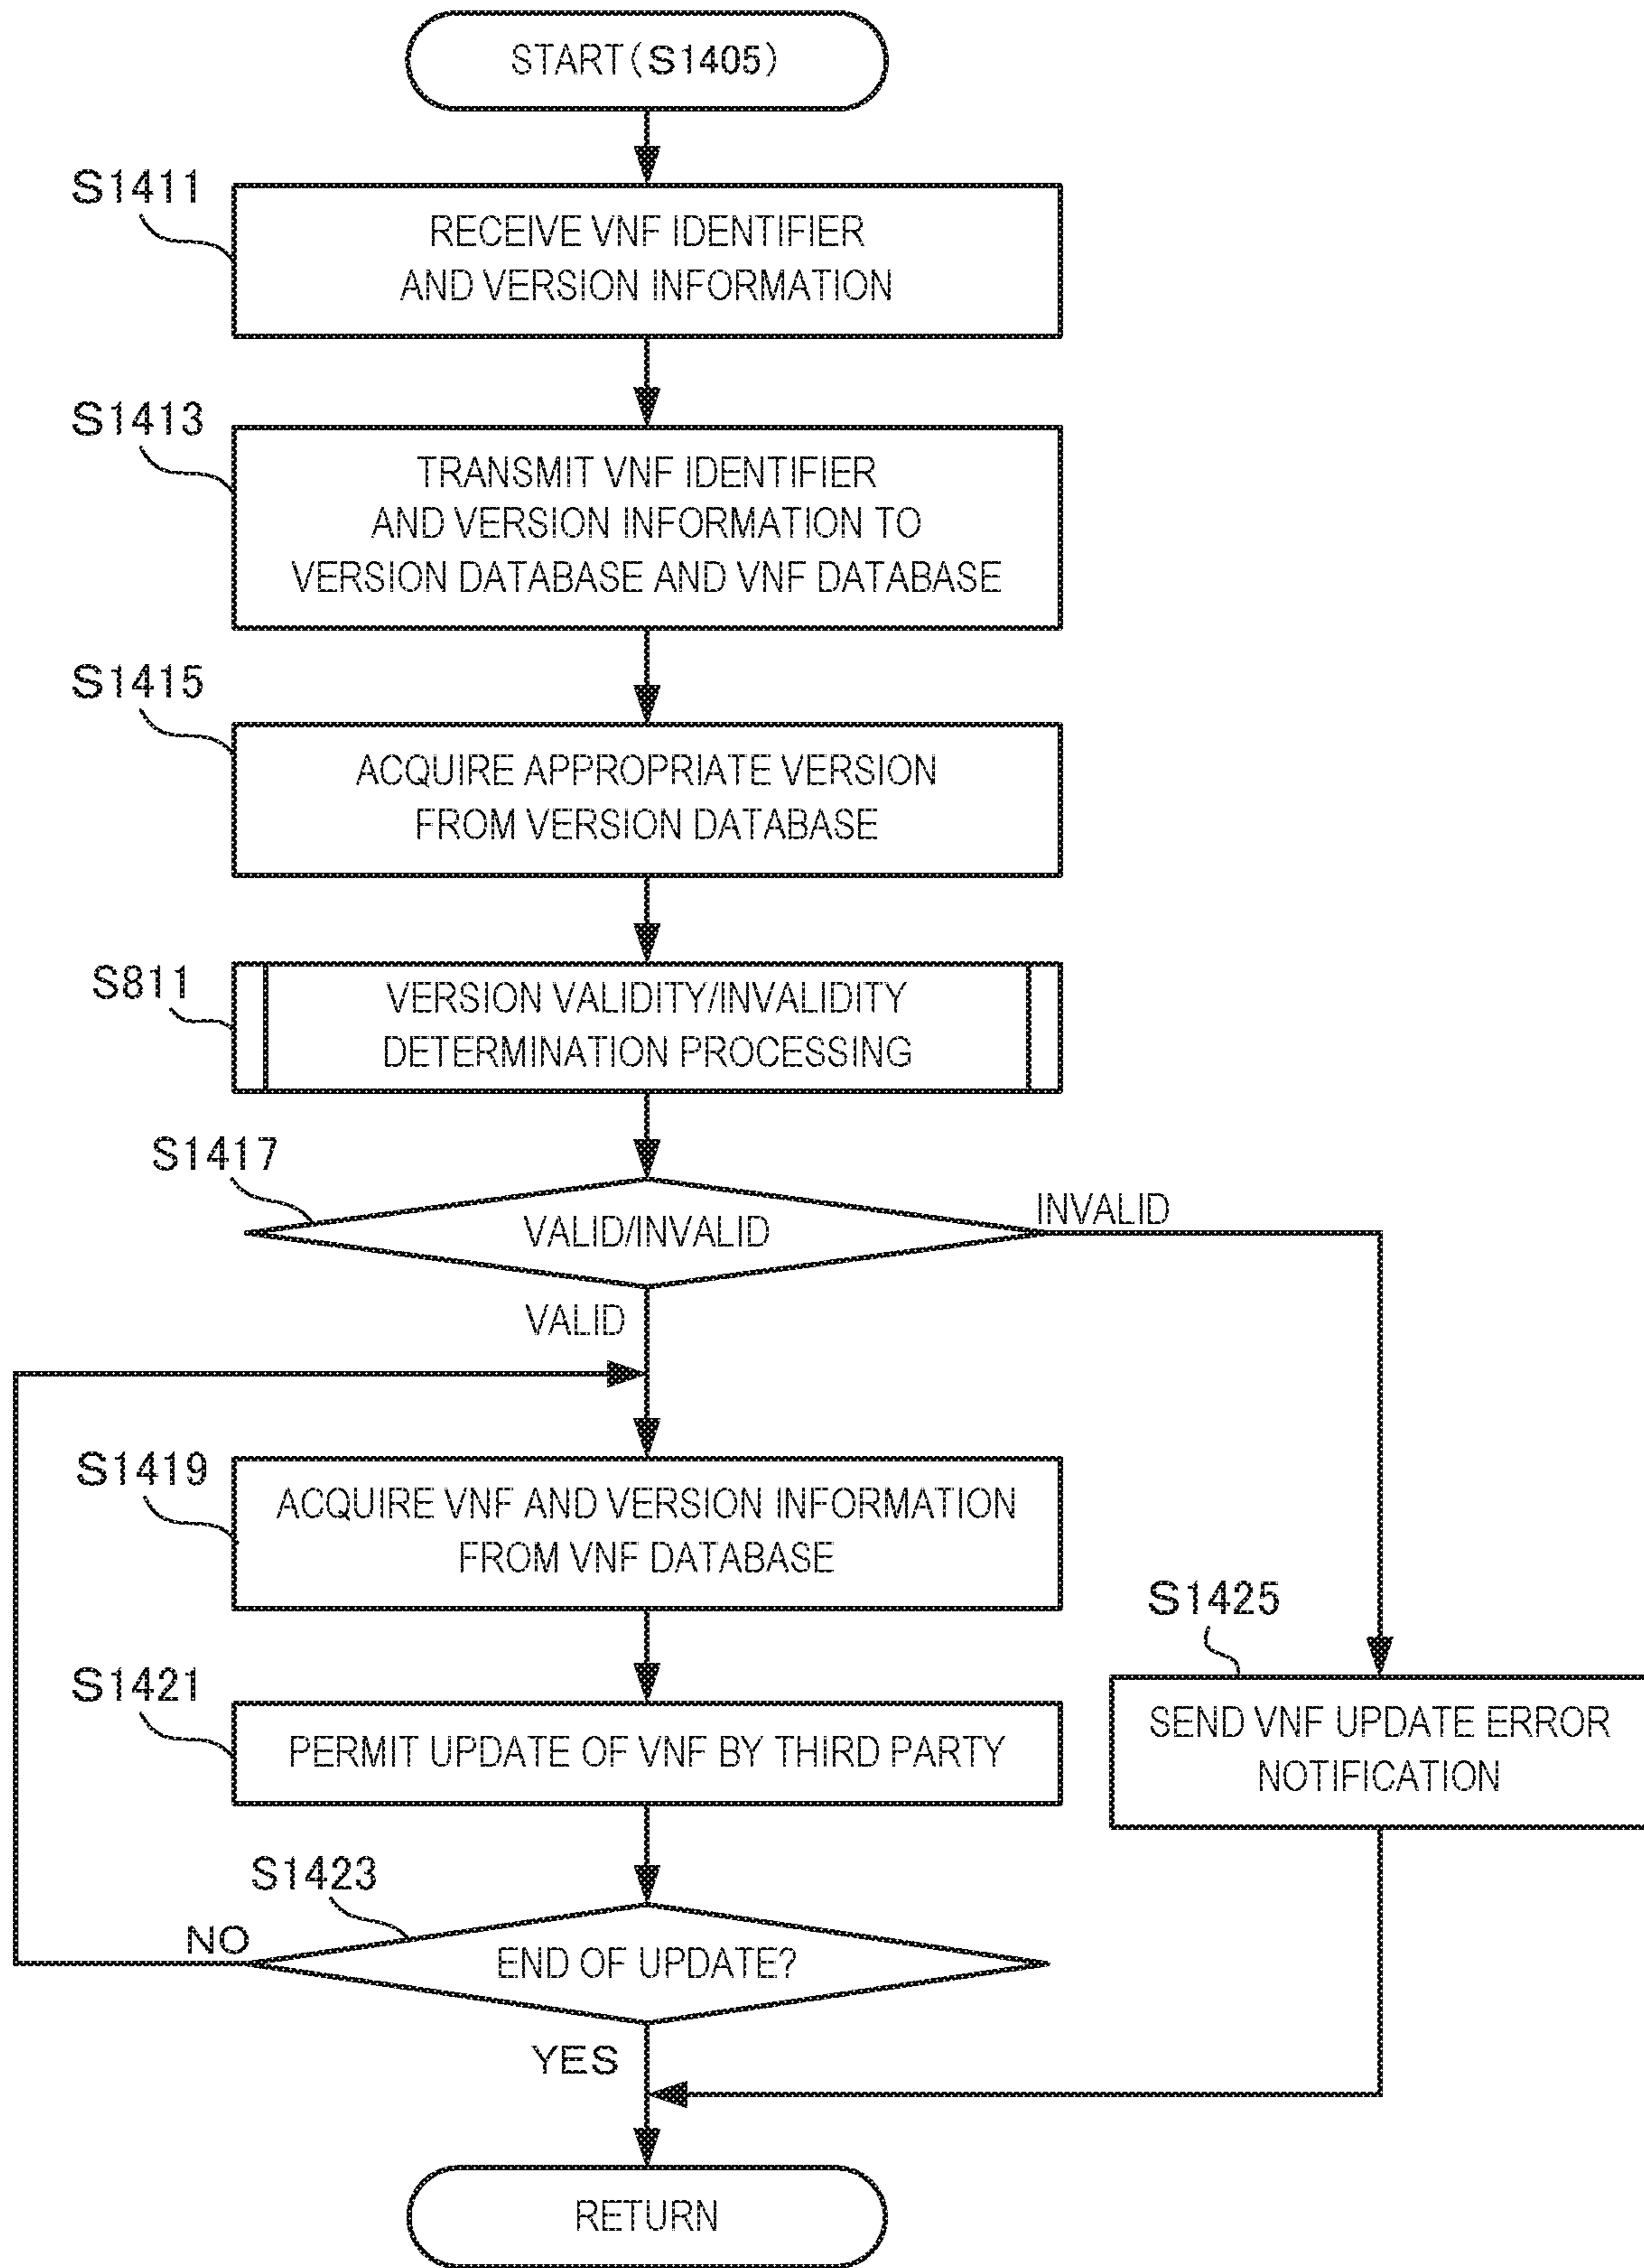 START(S1405)
S1411
RECEIVE VNF IDENTIFIER
AND VERSION INFORMATION
S1413
TRANSMIT VNF IDENTIFIER
AND VERSION INFORMATION TO
VERSION DATABASE AND VNF DATABASE
S1415
ACQUIRE APPROPRIATE VERSION
FROM VERSION DATABASE
S811
VERSION VALIDITY/INVALIDITY
DETERMINATION PROCESSING
S1417
VALID/INVALID
INVALID
VALID
S1419
ACQUIRE VNF AND VERSION INFORMATION
FROM VNF DATABASE
S1421
PERMIT UPDATE OF VNF BY THIRD PARTY
S1425
SEND VNF UPDATE ERROR
NOTIFICATION
S1423
NO
END OF UPDATE?
YES
RETURN